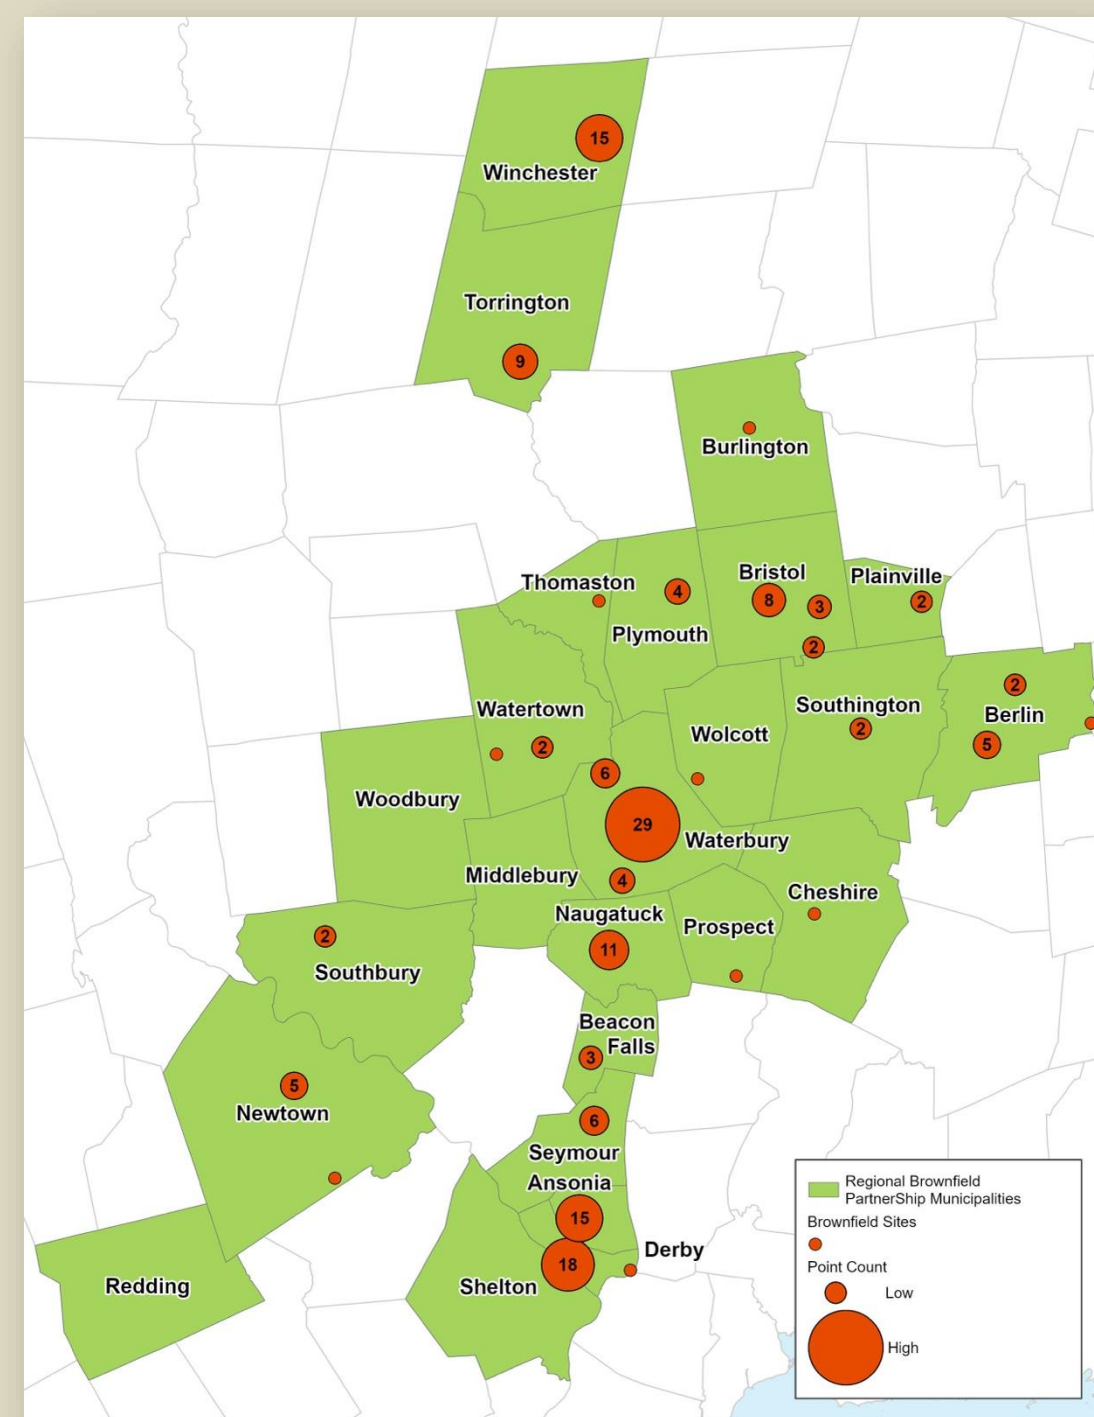 15
Winchester
Torrington
9
Burlington
Thomaston
4
Plymouth
Bristol
8
3
2
Plainville
2
Watertown
2
Wolcott
Southington
2
2
Berlin
5
Woodbury
6
29
Waterbury
4
Middlebury
Naugatuck
11
Prospect
Cheshire
2
Southbury
Beacon
Falls
3
5
Newtown
6
Seymour
Ansonia
15
18
Derby
Shelton
Redding
Regional Brownfield
PartnerShip Municipalities
Brownfield Sites
Point Count
Low
High